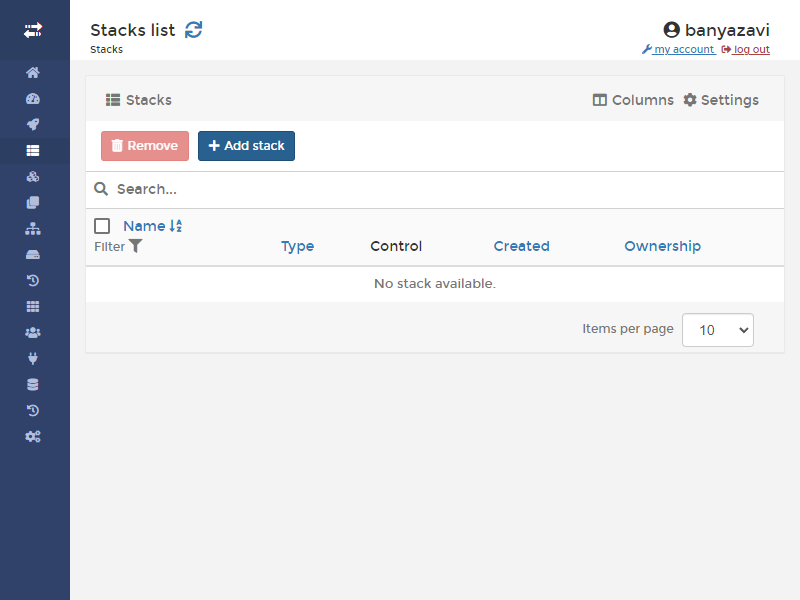 Stacks list
banyazavi
Stacks
my account log out
Stacks
Columns Settings
Remove Add stack
Search...
Name
Filter
Type Control Created Ownership
No stack available.
Items per page 10